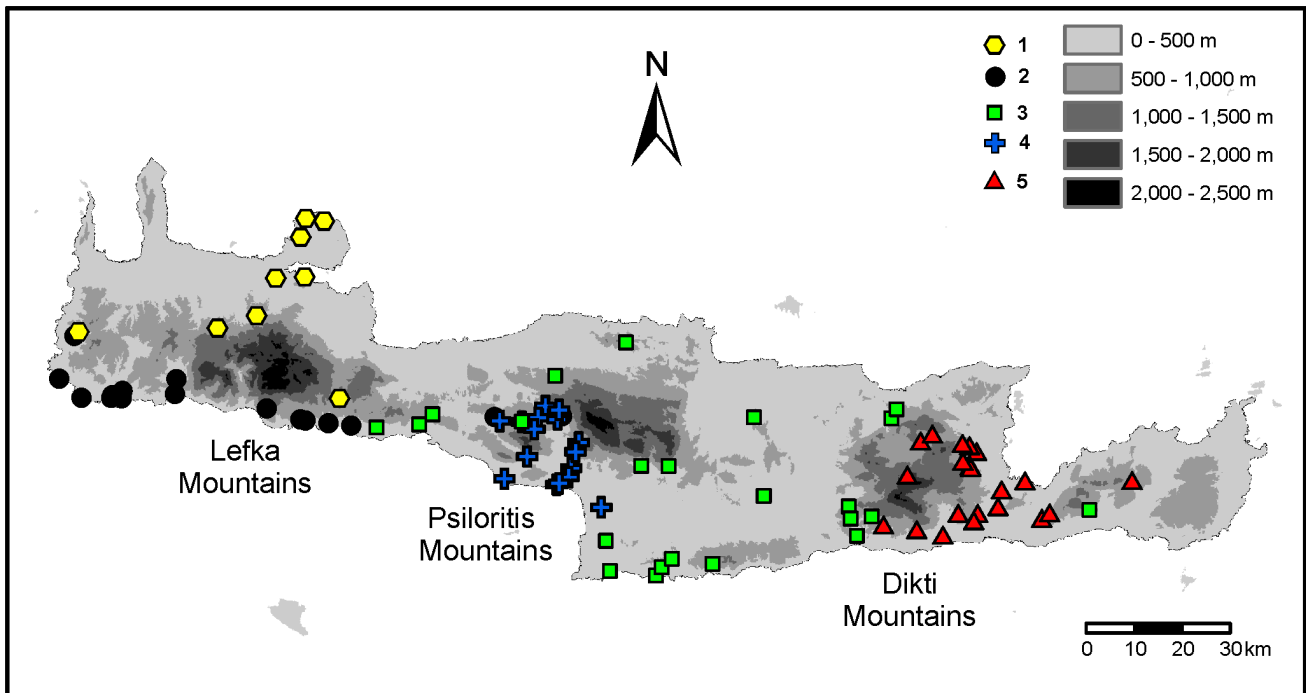 N
1
2
3
4
5
0 - 500 m
500 - 1,000 m
1,000 - 1,500 m
1,500 - 2,000 m
2,000 - 2,500 m
Lefka
Mountains
Psiloritis
Mountains
Dikti
Mountains
0 10 20 30 km